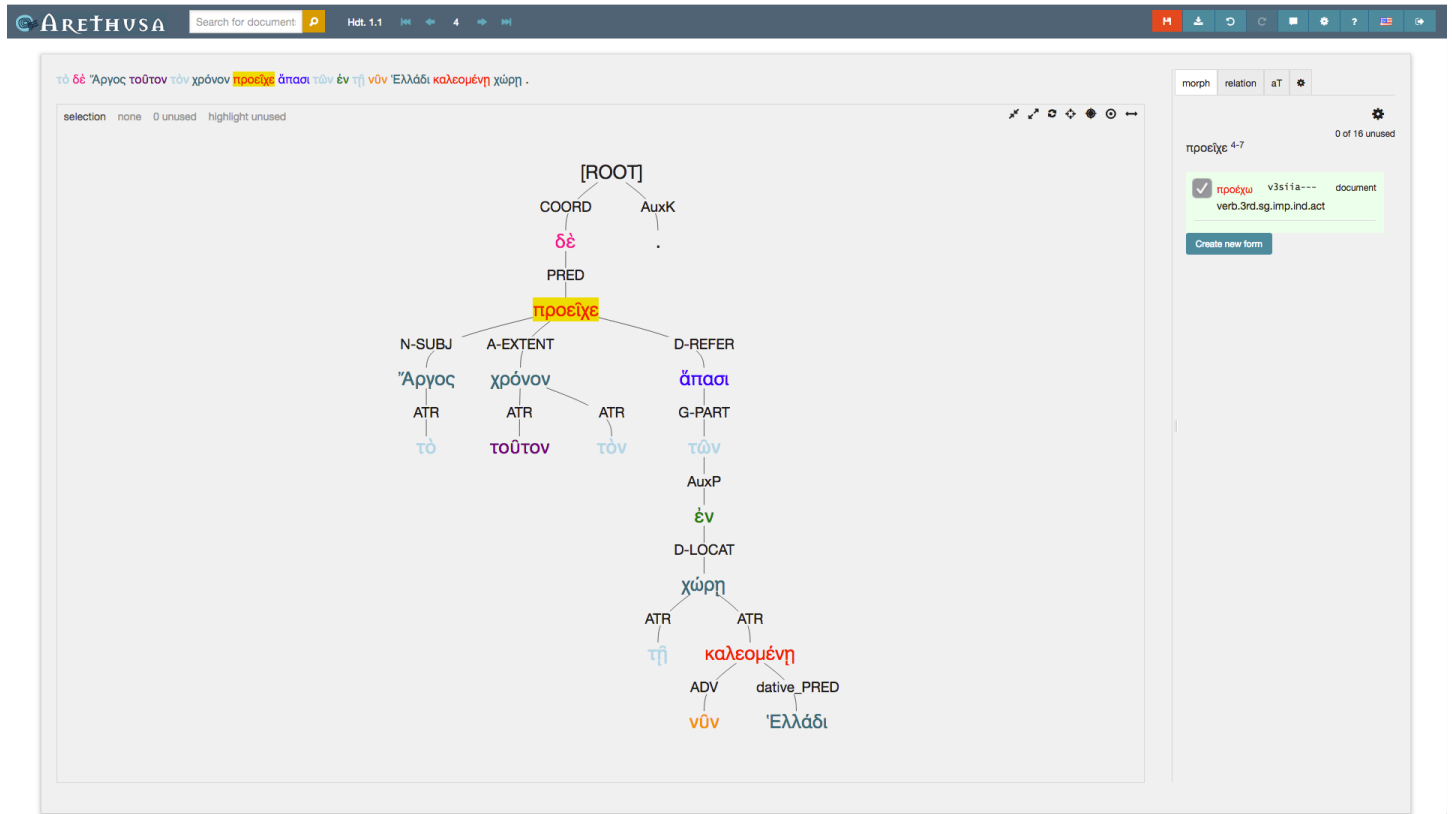 ARETHUSA Search for document: Hdt. 1.1 4 ?
τὸ δὲ Ἄργος τοῦτον τὸν χρόνον προεῖχε ἅπασι τῶν ἐν τῇ νῦν Ἑλλάδι καλεομένῃ χώρῃ .
morph relation aT
selection none 0 unused highlight unused
0 of 16 unused
προεῖχε 4-7
προέχω v3siia--- document
verb.3rd.sg.imp.ind.act
Create new form
[ROOT]
COORD AuxK
δὲ .
PRED
προεῖχε
N-SUBJ A-EXTENT D-REFER
Ἄργος χρόνον ἅπασι
ATR ATR ATR G-PART
τὸ τοῦτον τὸν τῶν
AuxP
ἐν
D-LOCAT
χώρῃ
ATR ATR
τῇ καλεομένῃ
ADV dative_PRED
νῦν Ἑλλάδι